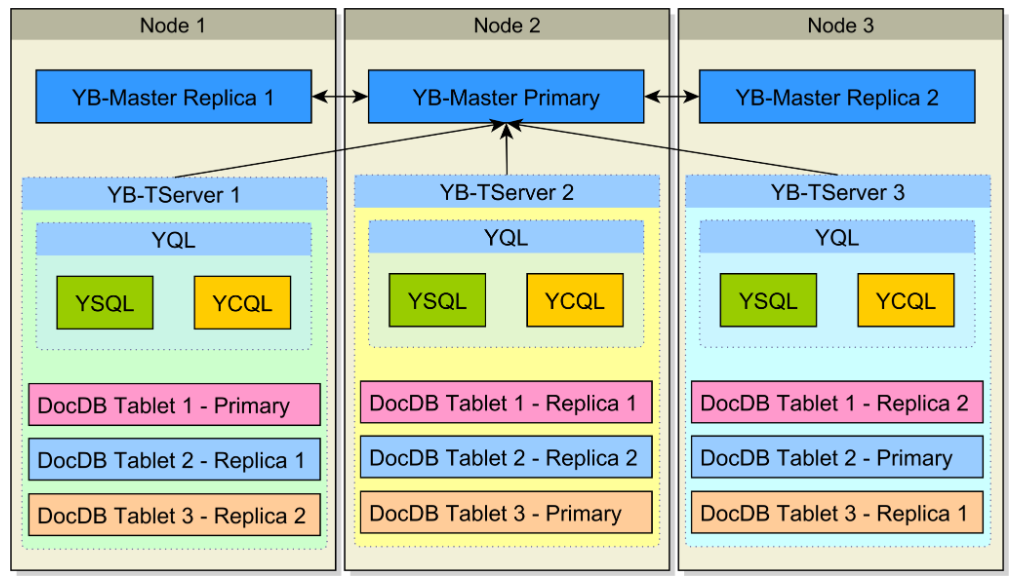 Node 1
YB-Master Replica 1
YB-TServer 1
YQL
YSQL
YCQL
DocDB Tablet 1 - Primary
DocDB Tablet 2 - Replica 1
DocDB Tablet 3 - Replica 2
Node 2
YB-Master Primary
YB-TServer 2
YQL
YSQL
YCQL
DocDB Tablet 1 - Replica 1
DocDB Tablet 2 - Replica 2
DocDB Tablet 3 - Primary
Node 3
YB-Master Replica 2
YB-TServer 3
YQL
YSQL
YCQL
DocDB Tablet 1 - Replica 2
DocDB Tablet 2 - Primary
DocDB Tablet 3 - Replica 1